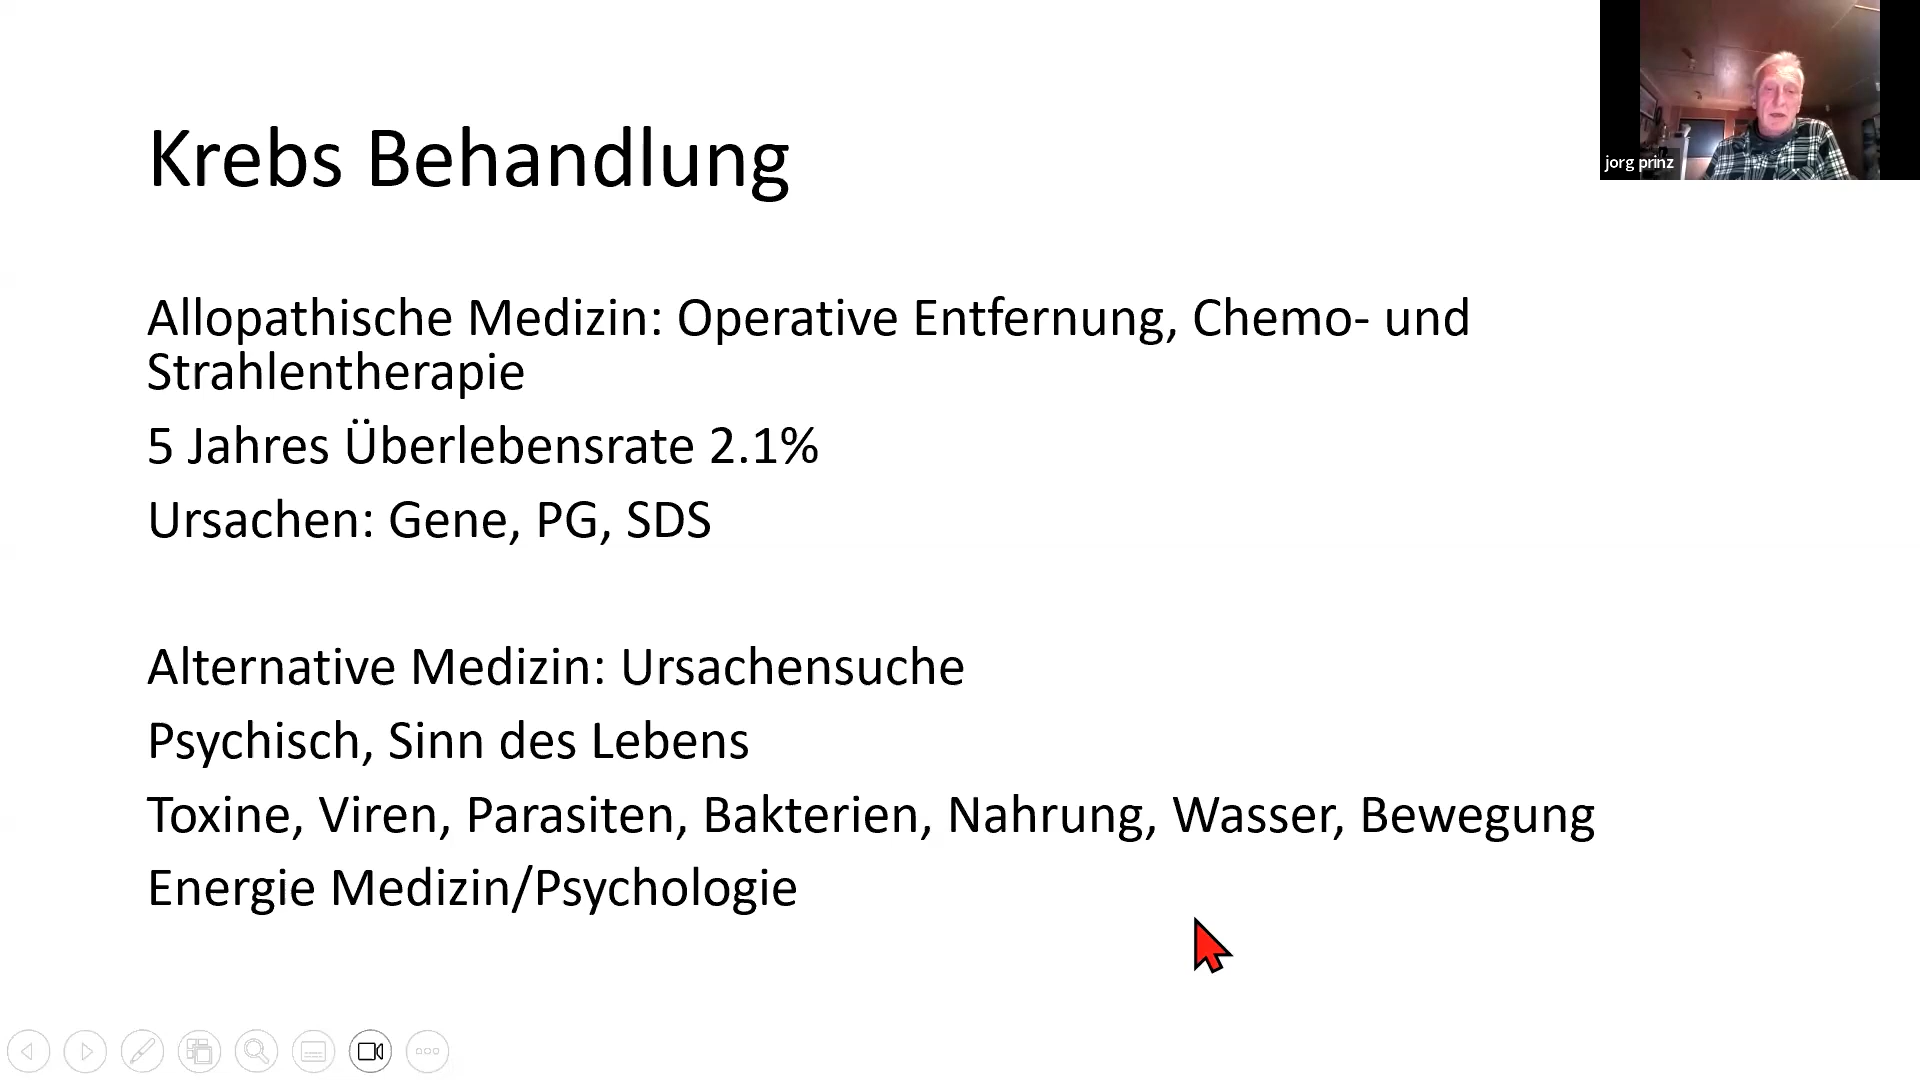 jorg prinz
Krebs Behandlung
Allopathische Medizin: Operative Entfernung, Chemo- und
Strahlentherapie
5 Jahres Überlebensrate 2.1%
Ursachen: Gene, PG, SDS
Alternative Medizin: Ursachensuche
Psychisch, Sinn des Lebens
Toxine, Viren, Parasiten, Bakterien, Nahrung, Wasser, Bewegung
Energie Medizin/Psychologie